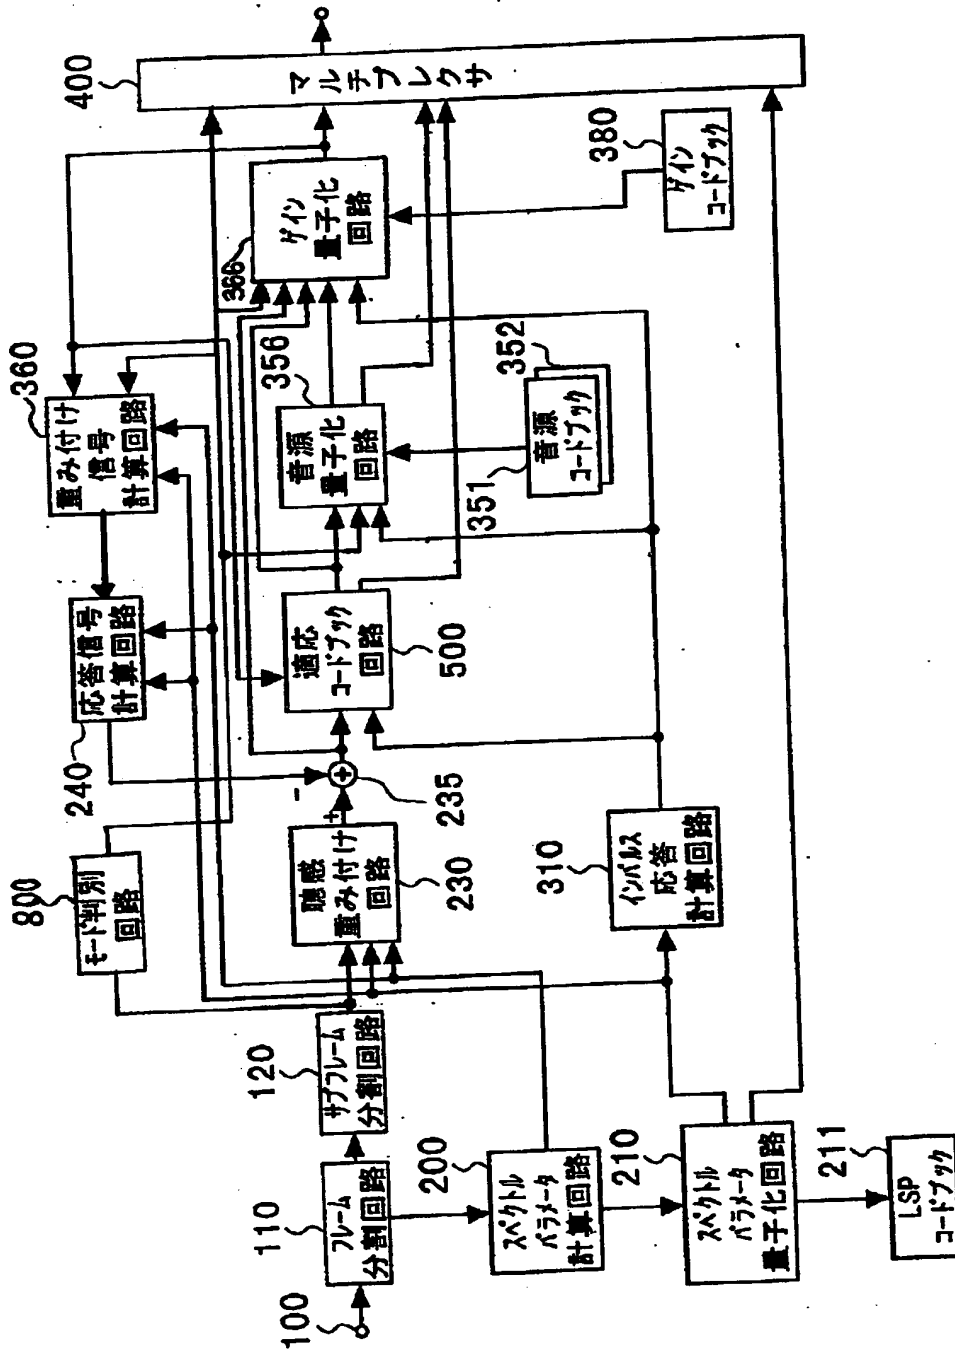 100
110
フレーム
分割回路
120
サブフレーム
分割回路
800
モード判別
回路
200
スペクトル
パラメータ
計算回路
210
スペクトル
パラメータ
量子化回路
211
LSP
コードブック
230
聴感
重み付け
回路
+
-
235
+
240
応答信号
計算回路
360
重み付け
信号
計算回路
310
インパルス
応答
計算回路
500
適応
コードブック
回路
356
音源
量子化
回路
351
352
音源
コードブック
366
ゲイン
量子化
回路
380
ゲイン
コードブック
400
マルチプレクサ